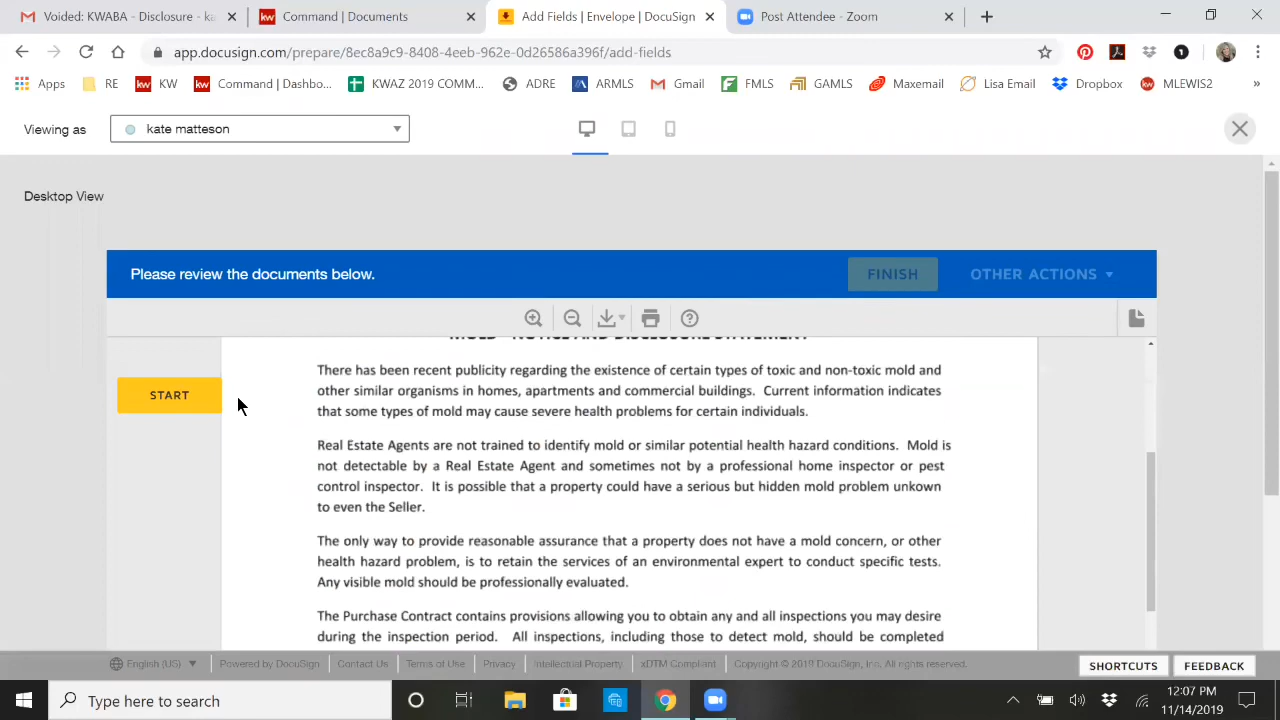 Voided: KWABA - Disclosure - ka
Command | Documents
Add Fields | Envelope | DocuSign
Post Attendee - Zoom
app.docusign.com/prepare/8ec8a9c9-8408-4eeb-962e-0d26586a396f/add-fields
Apps RE KW Command | Dashbo... KWAZ 2019 COMM... ADRE ARMLS Gmail FMLS GAMLS Maxemail Lisa Email Dropbox MLEWIS2 »
Viewing as kate matteson
Desktop View
Please review the documents below. FINISH OTHER ACTIONS
MOLD - NOTICE AND DISCLOSURE STATEMENT
START
There has been recent publicity regarding the existence of certain types of toxic and non-toxic mold and
other similar organisms in homes, apartments and commercial buildings. Current information indicates
that some types of mold may cause severe health problems for certain individuals.
Real Estate Agents are not trained to identify mold or similar potential health hazard conditions. Mold is
not detectable by a Real Estate Agent and sometimes not by a professional home inspector or pest
control inspector. It is possible that a property could have a serious but hidden mold problem unkown
to even the Seller.
The only way to provide reasonable assurance that a property does not have a mold concern, or other
health hazard problem, is to retain the services of an environmental expert to conduct specific tests.
Any visible mold should be professionally evaluated.
The Purchase Contract contains provisions allowing you to obtain any and all inspections you may desire
during the inspection period. All inspections, including those to detect mold, should be completed
English (US) Powered by DocuSign Contact Us Terms of Use Privacy Intellectual Property xDTM Compliant Copyright © 2019 DocuSign, Inc. All rights reserved. SHORTCUTS FEEDBACK
Type here to search
12:07 PM
11/14/2019